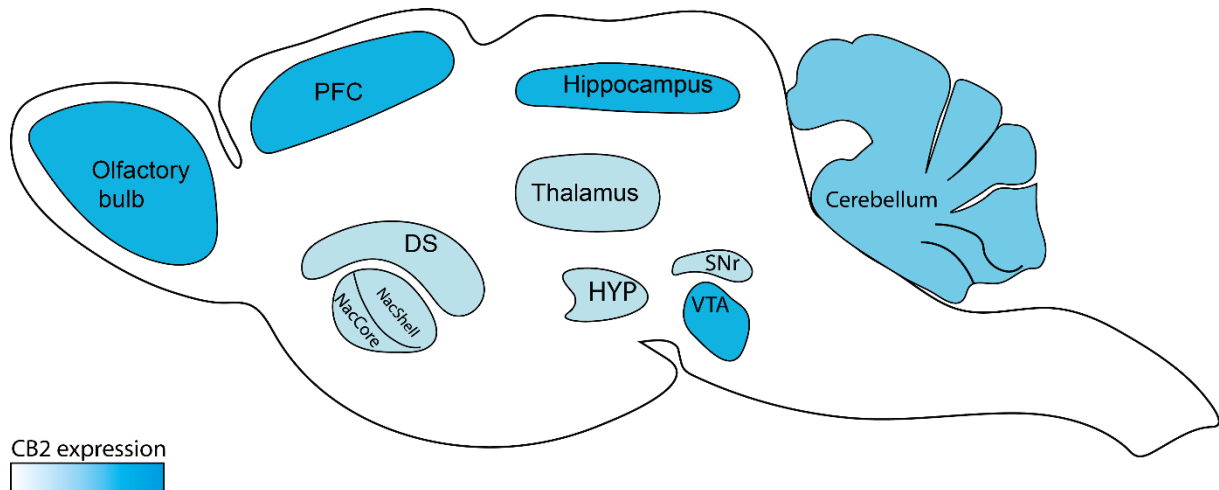 PFC
Hippocampus
Olfactory
bulb
Thalamus
Cerebellum
DS
SNr
HYP
VTA
NacShell
NacCore
CB2 expression